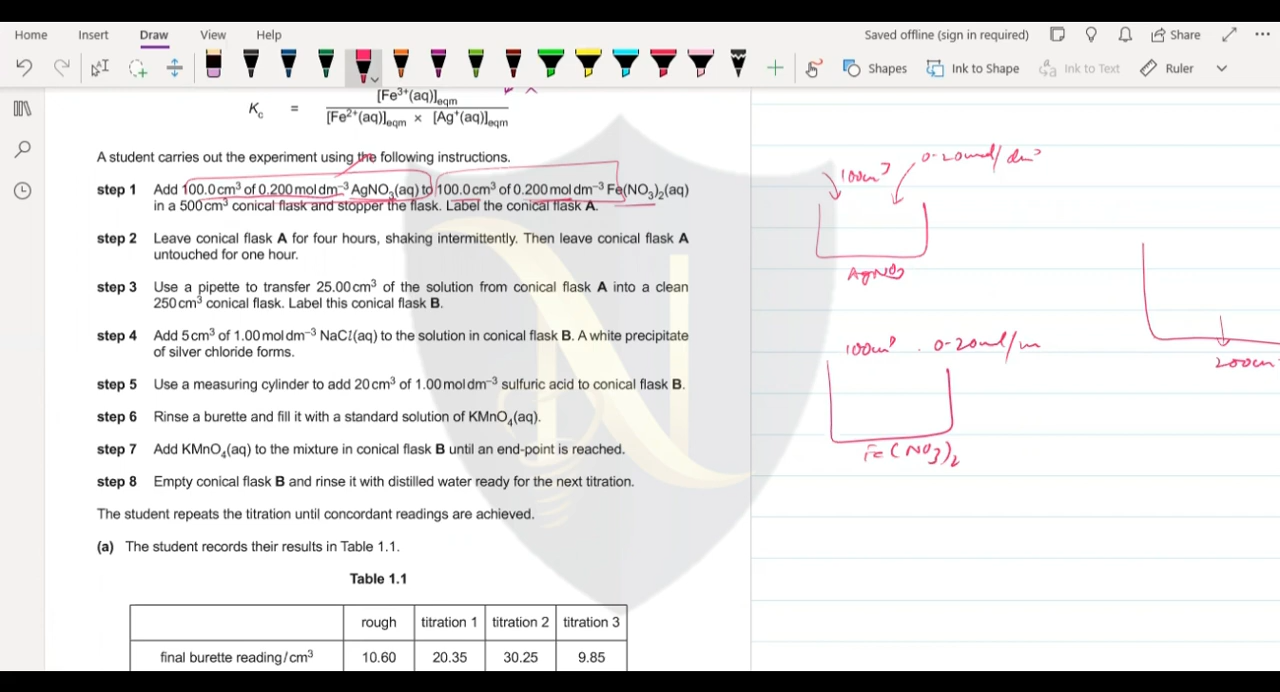 Home Insert Draw View Help Saved offline (sign in required) Share
Shapes Ink to Shape Ink to Text Ruler
[Fe³⁺(aq)]eqm
Kc =
[Fe²⁺(aq)]eqm × [Ag⁺(aq)]eqm
A student carries out the experiment using the following instructions.
step 1 Add 100.0 cm³ of 0.200 mol dm⁻³ AgNO₃(aq) to 100.0 cm³ of 0.200 mol dm⁻³ Fe(NO₃)₂(aq)
in a 500 cm³ conical flask and stopper the flask. Label the conical flask A.
step 2 Leave conical flask A for four hours, shaking intermittently. Then leave conical flask A
untouched for one hour.
step 3 Use a pipette to transfer 25.00 cm³ of the solution from conical flask A into a clean
250 cm³ conical flask. Label this conical flask B.
step 4 Add 5 cm³ of 1.00 mol dm⁻³ NaCl(aq) to the solution in conical flask B. A white precipitate
of silver chloride forms.
step 5 Use a measuring cylinder to add 20 cm³ of 1.00 mol dm⁻³ sulfuric acid to conical flask B.
step 6 Rinse a burette and fill it with a standard solution of KMnO₄(aq).
step 7 Add KMnO₄(aq) to the mixture in conical flask B until an end-point is reached.
step 8 Empty conical flask B and rinse it with distilled water ready for the next titration.
The student repeats the titration until concordant readings are achieved.
(a) The student records their results in Table 1.1.
Table 1.1
rough titration 1 titration 2 titration 3
final burette reading/cm³ 10.60 20.35 30.25 9.85
100cm³ 0-20mol/dm³
AgNO3
100cm³ . 0-20mol/m
Fe(NO3)2
200cm